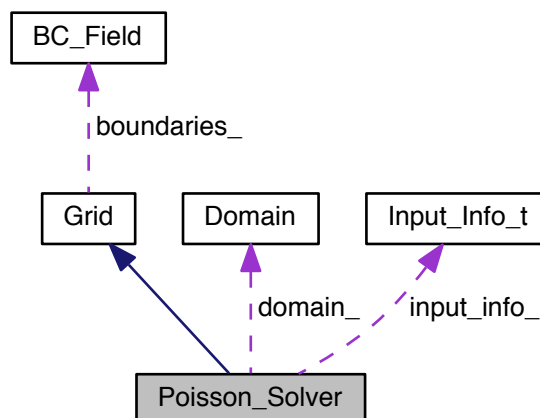 BC_Field
boundaries_
Grid
Domain
Input_Info_t
domain_
input_info_
Poisson_Solver